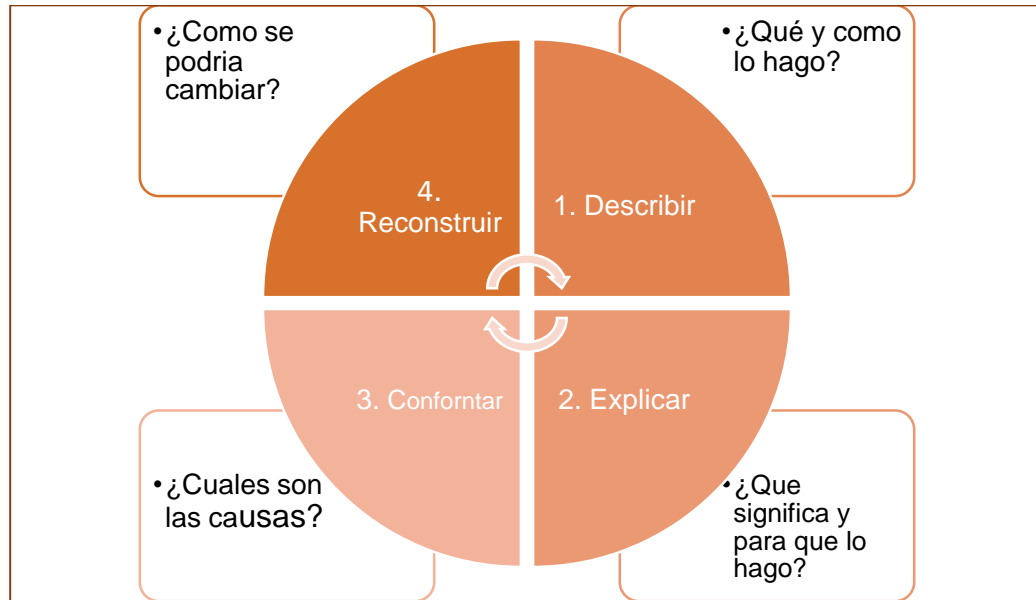 •¿Como se
podria
cambiar?
•¿Qué y como
lo hago?
4.
Reconstruir
1. Describir
3. Conforntar
2. Explicar
•¿Cuales son
las causas?
•¿Que
significa y
para que lo
hago?